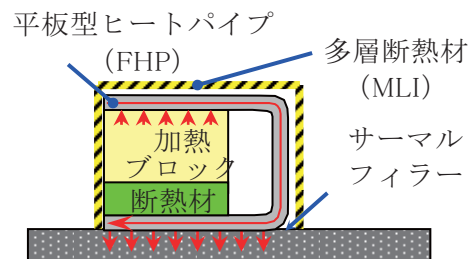 平板型ヒートパイプ
（FHP）
多層断熱材
（MLI）
サーマル
フィラー
加熱
ブロック
断熱材